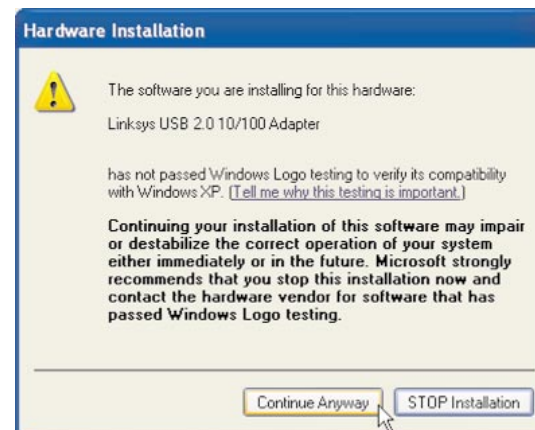 Hardware Installation
The software you are installing for this hardware:
Linksys USB 2.0 10/100 Adapter
has not passed Windows Logo testing to verify its compatibility
with Windows XP. (Tell me why this testing is important.)
Continuing your installation of this software may impair
or destabilize the correct operation of your system
either immediately or in the future. Microsoft strongly
recommends that you stop this installation now and
contact the hardware vendor for software that has
passed Windows Logo testing.
Continue Anyway
STOP Installation